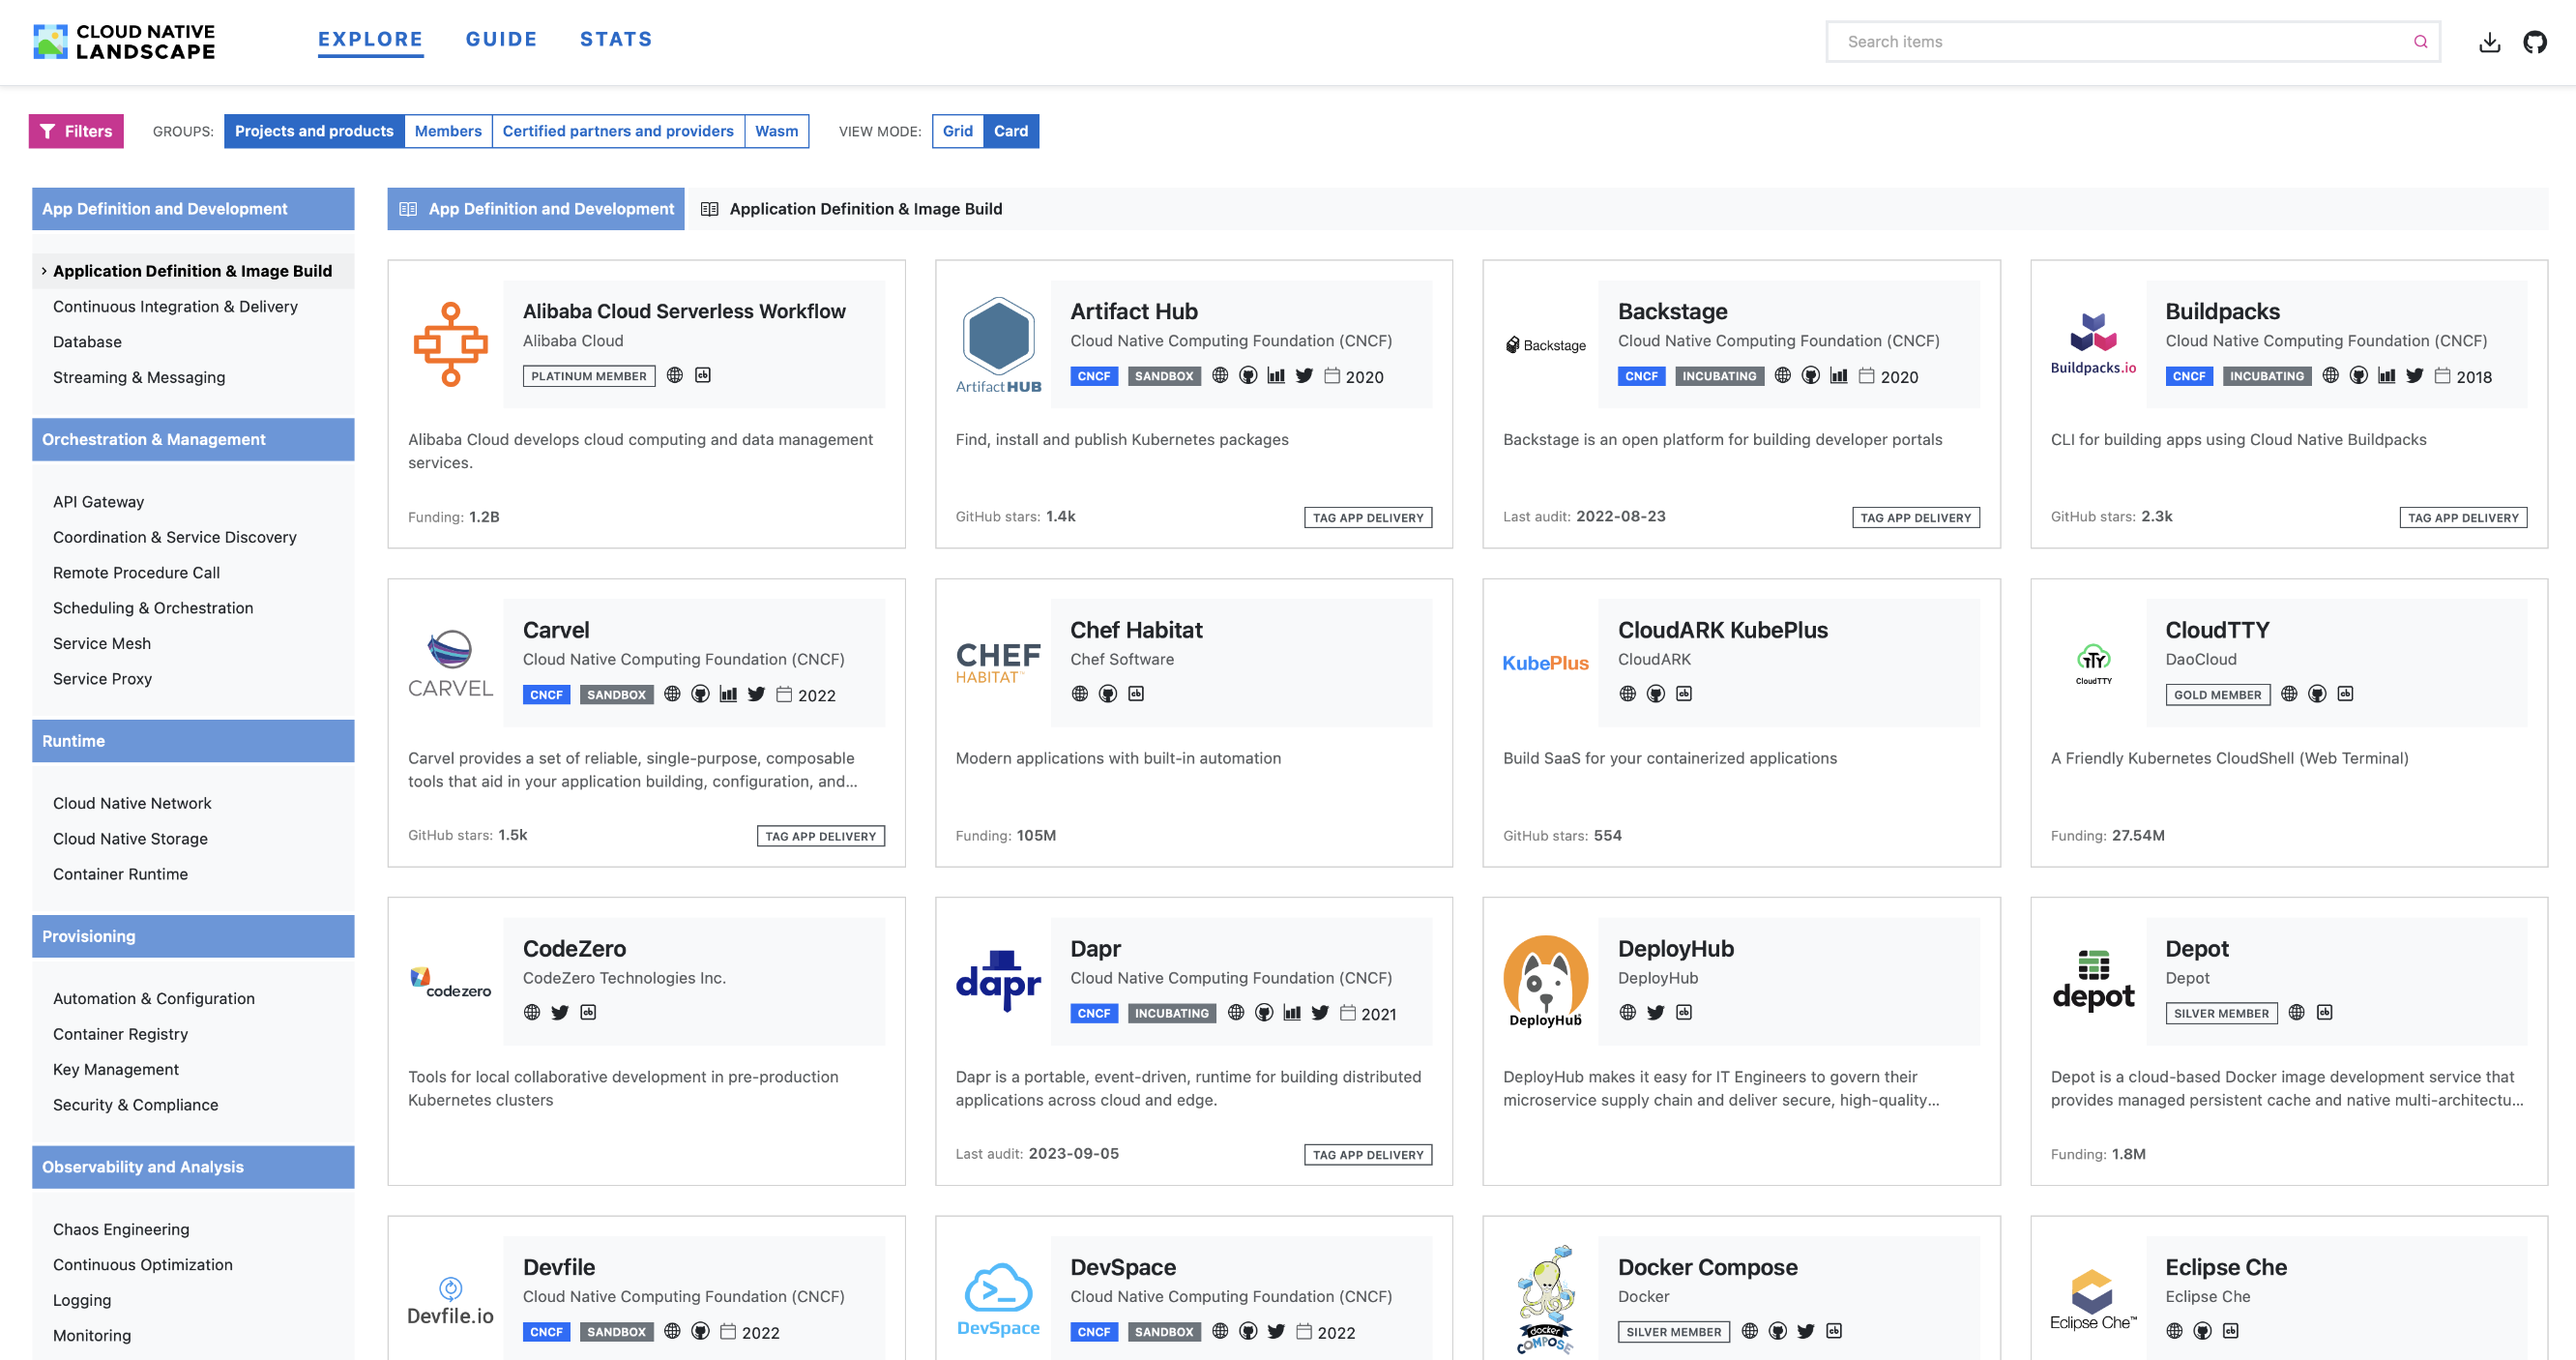 CLOUD NATIVE
LANDSCAPE
EXPLORE
GUIDE
STATS
Search items
Filters
GROUPS:
Projects and products
Members
Certified partners and providers
Wasm
VIEW MODE:
Grid
Card
App Definition and Development
Application Definition & Image Build
Continuous Integration & Delivery
Database
Streaming & Messaging
Orchestration & Management
API Gateway
Coordination & Service Discovery
Remote Procedure Call
Scheduling & Orchestration
Service Mesh
Service Proxy
Runtime
Cloud Native Network
Cloud Native Storage
Container Runtime
Provisioning
Automation & Configuration
Container Registry
Key Management
Security & Compliance
Observability and Analysis
Chaos Engineering
Continuous Optimization
Logging
Monitoring
App Definition and Development
Application Definition & Image Build
Alibaba Cloud Serverless Workflow
Alibaba Cloud
PLATINUM MEMBER
Alibaba Cloud develops cloud computing and data management
services.
Funding: 1.2B
ArtifactHUB
Artifact Hub
Cloud Native Computing Foundation (CNCF)
CNCF SANDBOX 2020
Find, install and publish Kubernetes packages
GitHub stars: 1.4k
TAG APP DELIVERY
Backstage
Backstage
Cloud Native Computing Foundation (CNCF)
CNCF INCUBATING 2020
Backstage is an open platform for building developer portals
Last audit: 2022-08-23
TAG APP DELIVERY
Buildpacks.io
Buildpacks
Cloud Native Computing Foundation (CNCF)
CNCF INCUBATING 2018
CLI for building apps using Cloud Native Buildpacks
GitHub stars: 2.3k
TAG APP DELIVERY
CARVEL
Carvel
Cloud Native Computing Foundation (CNCF)
CNCF SANDBOX 2022
Carvel provides a set of reliable, single-purpose, composable
tools that aid in your application building, configuration, and...
GitHub stars: 1.5k
TAG APP DELIVERY
CHEF
HABITAT™
Chef Habitat
Chef Software
Modern applications with built-in automation
Funding: 105M
KubePlus
CloudARK KubePlus
CloudARK
Build SaaS for your containerized applications
GitHub stars: 554
TTY
CloudTTY
CloudTTY
DaoCloud
GOLD MEMBER
A Friendly Kubernetes CloudShell (Web Terminal)
Funding: 27.54M
codezero
CodeZero
CodeZero Technologies Inc.
Tools for local collaborative development in pre-production
Kubernetes clusters
dapr
Dapr
Cloud Native Computing Foundation (CNCF)
CNCF INCUBATING 2021
Dapr is a portable, event-driven, runtime for building distributed
applications across cloud and edge.
Last audit: 2023-09-05
TAG APP DELIVERY
DeployHub
DeployHub
DeployHub
DeployHub makes it easy for IT Engineers to govern their
microservice supply chain and deliver secure, high-quality...
depot
Depot
Depot
SILVER MEMBER
Depot is a cloud-based Docker image development service that
provides managed persistent cache and native multi-architectu...
Funding: 1.8M
Devfile.io
Devfile
Cloud Native Computing Foundation (CNCF)
CNCF SANDBOX 2022
DevSpace
DevSpace
Cloud Native Computing Foundation (CNCF)
CNCF SANDBOX 2022
docker
COMPOSE
Docker Compose
Docker
SILVER MEMBER
Eclipse Che™
Eclipse Che
Eclipse Che